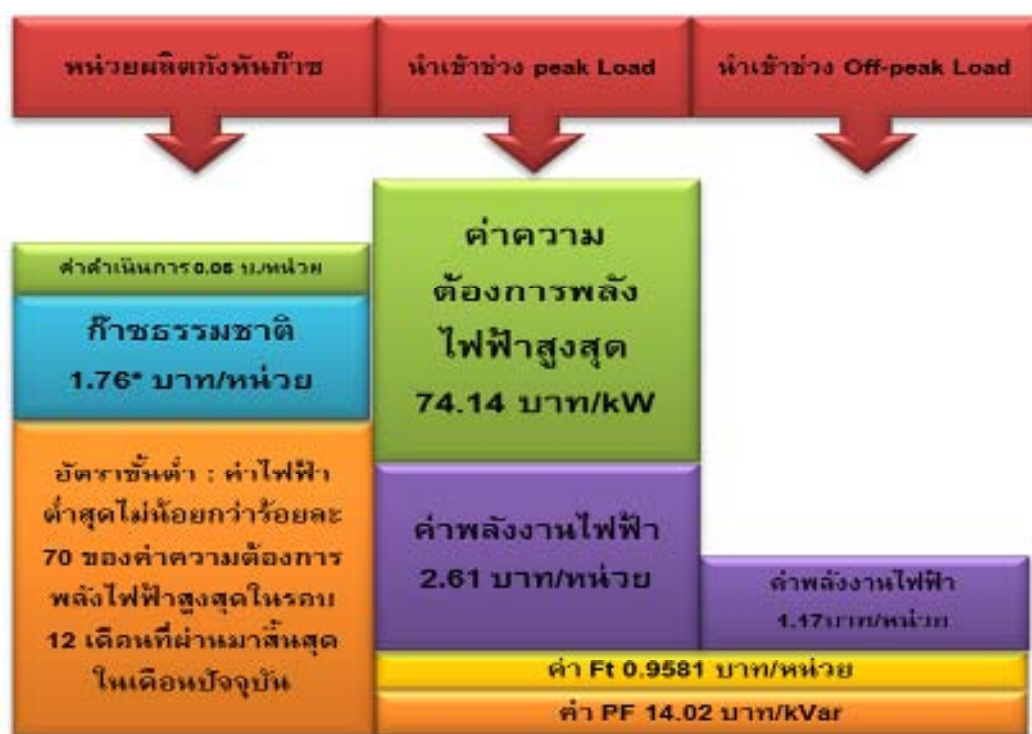 หน่วยผลิตกังหันก๊าซ
นำเข้าช่วง peak Load
นำเข้าช่วง Off-peak Load
ค่าดำเนินการ 0.06 บ./หน่วย
ก๊าซธรรมชาติ
1.76* บาท/หน่วย
อัตราขั้นต่ำ : ค่าไฟฟ้า
ต่ำสุดไม่น้อยกว่าร้อยละ
70 ของค่าความต้องการ
พลังไฟฟ้าสูงสุดในรอบ
12 เดือนที่ผ่านมาสิ้นสุด
ในเดือนปัจจุบัน
ค่าความ
ต้องการพลัง
ไฟฟ้าสูงสุด
74.14 บาท/kW
ค่าพลังงานไฟฟ้า
2.61 บาท/หน่วย
ค่าพลังงานไฟฟ้า
1.17บาท/หน่วย
ค่า Ft 0.9581 บาท/หน่วย
ค่า PF 14.02 บาท/kVar